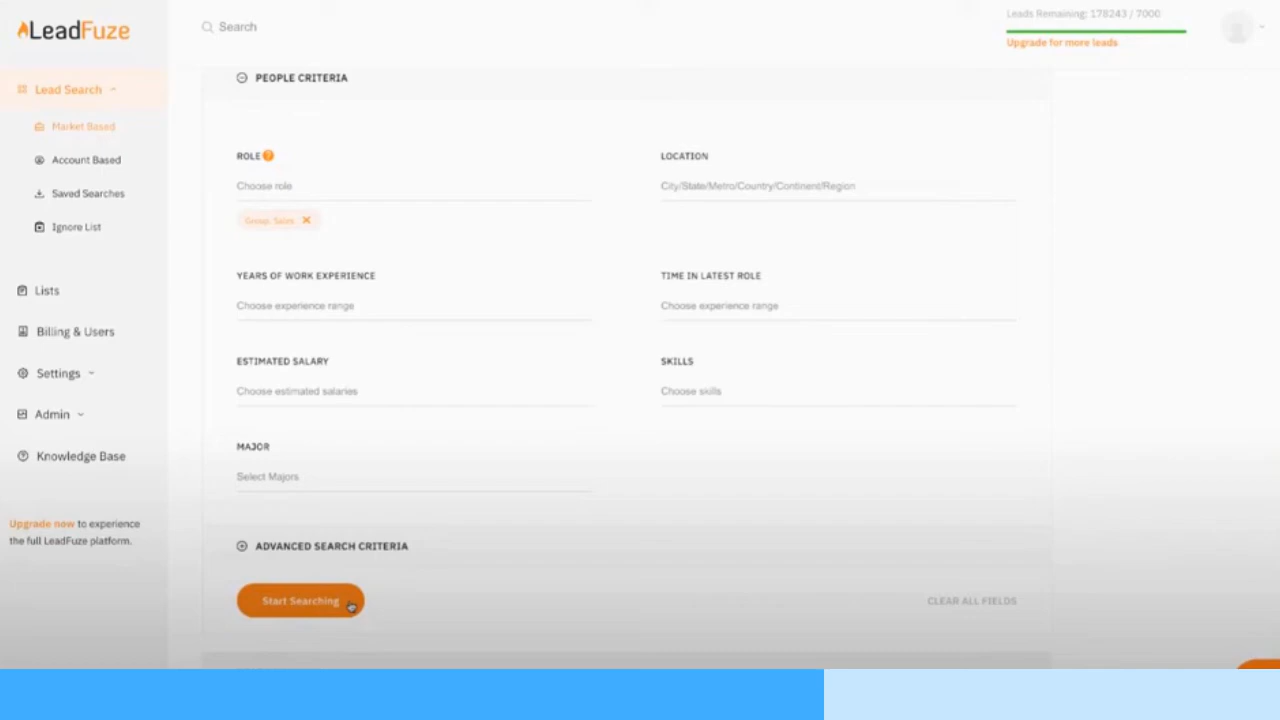 LeadFuze
Search
Leads Remaining: 178243 / 7000
Upgrade for more leads
Lead Search
Market Based
Account Based
Saved Searches
Ignore List
Lists
Billing & Users
Settings
Admin
Knowledge Base
Upgrade now to experience
the full LeadFuze platform.
PEOPLE CRITERIA
ROLE ?
Choose role
Group: Sales
LOCATION
City/State/Metro/Country/Continent/Region
YEARS OF WORK EXPERIENCE
Choose experience range
TIME IN LATEST ROLE
Choose experience range
ESTIMATED SALARY
Choose estimated salaries
SKILLS
Choose skills
MAJOR
Select Majors
ADVANCED SEARCH CRITERIA
Start Searching
CLEAR ALL FIELDS